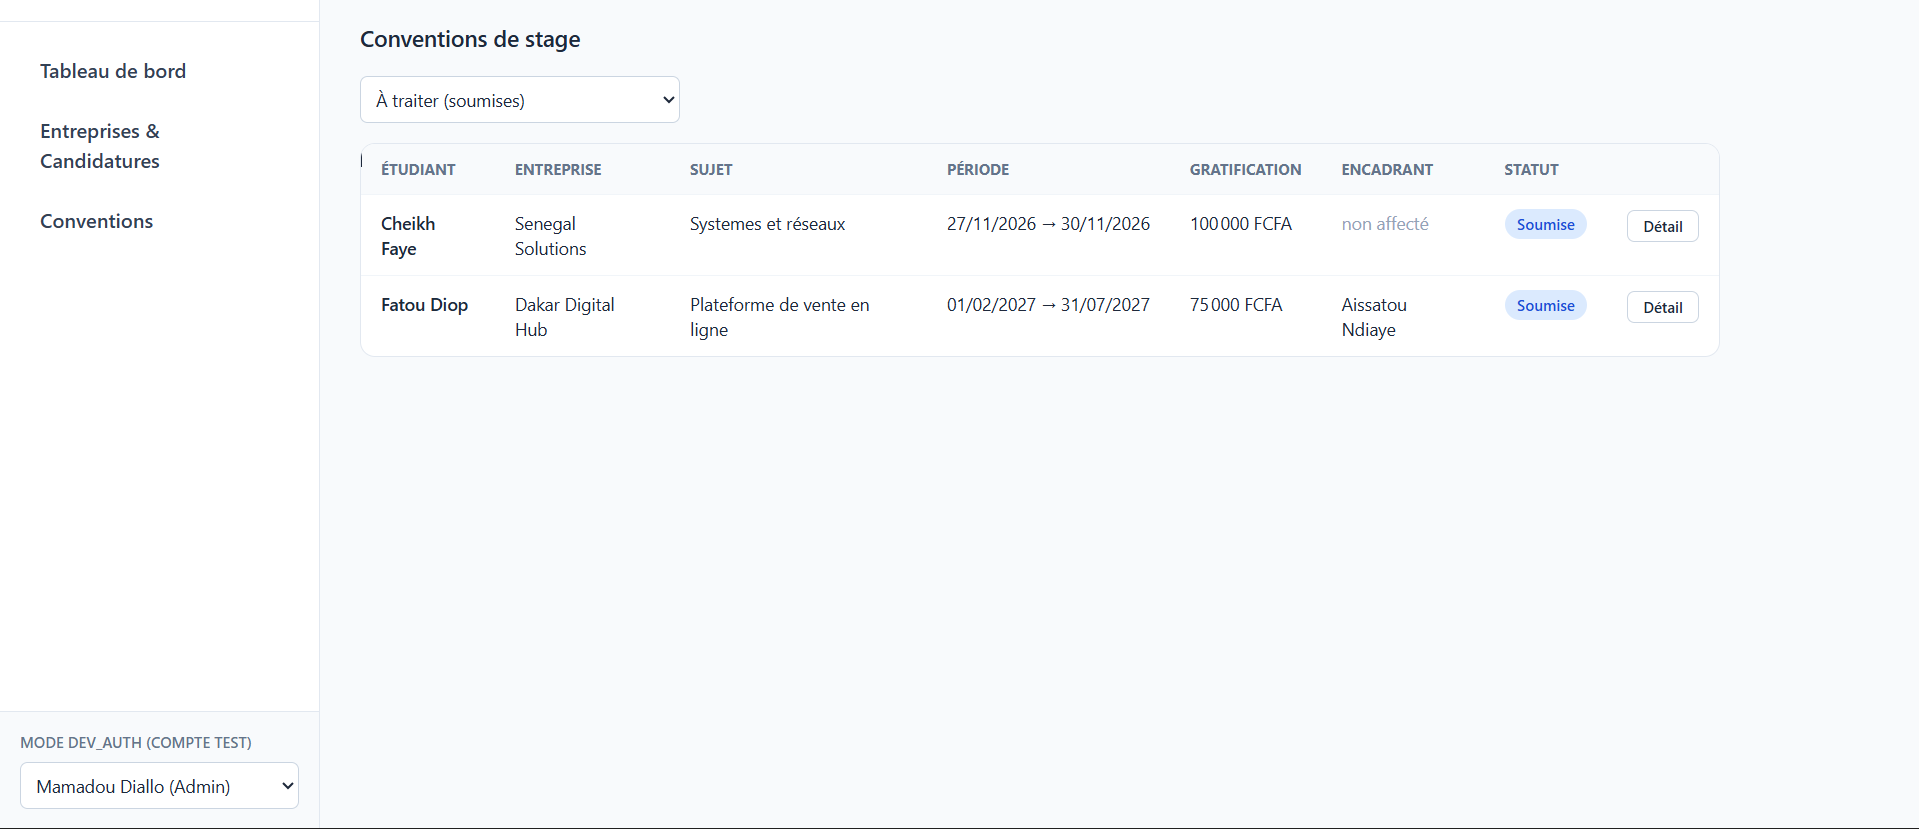 Tableau de bord
Entreprises &
Candidatures
Conventions
MODE DEV_AUTH (COMPTE TEST)
Mamadou Diallo (Admin)
Conventions de stage
À traiter (soumises)
ÉTUDIANT ENTREPRISE SUJET PÉRIODE GRATIFICATION ENCADRANT STATUT
Cheikh Senegal Systemes et réseaux 27/11/2026 → 30/11/2026 100 000 FCFA non affecté Soumise Détail
Faye Solutions
Fatou Diop Dakar Digital Plateforme de vente en 01/02/2027 → 31/07/2027 75 000 FCFA Aissatou Soumise Détail
Hub ligne Ndiaye